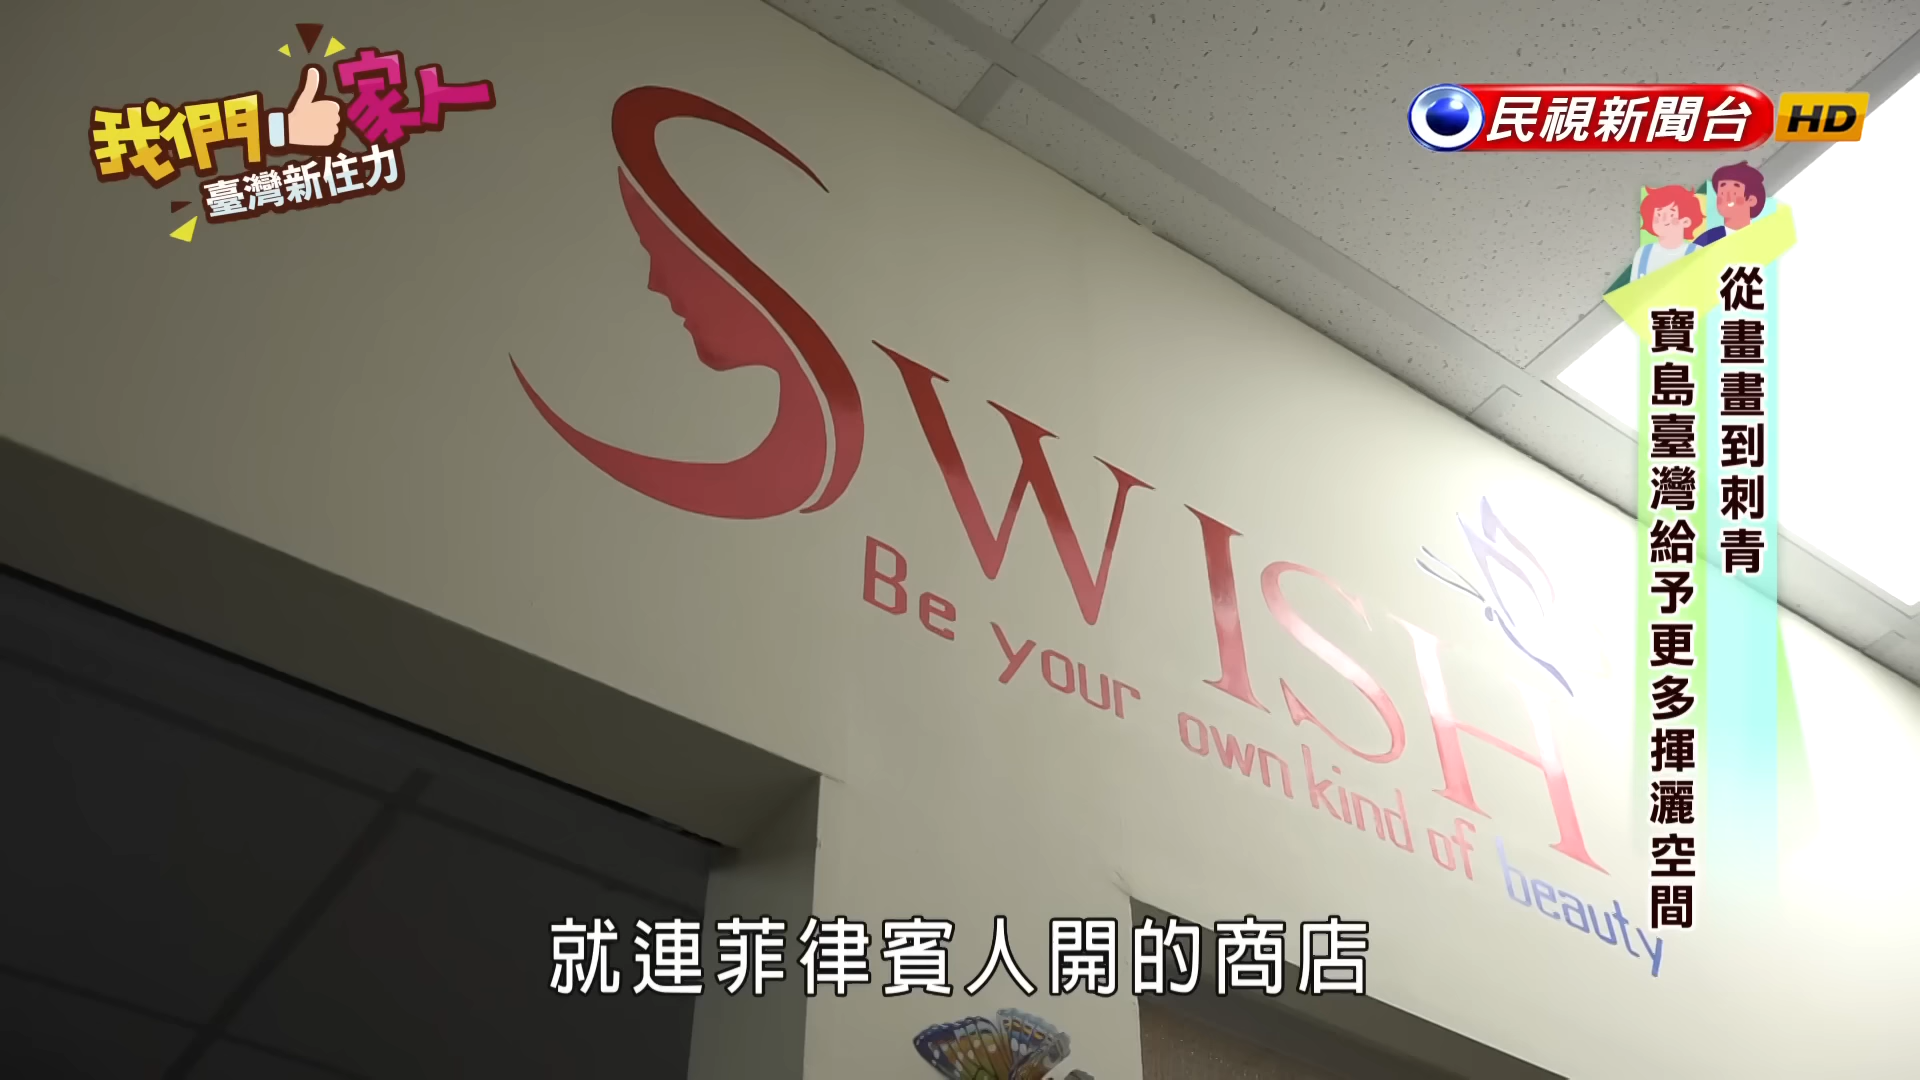 我們家人
臺灣新住力
民視新聞台 HD
從畫畫到刺青
寶島臺灣給予更多揮灑空間
SWISH
Be your own kind of beauty
就連菲律賓人開的商店